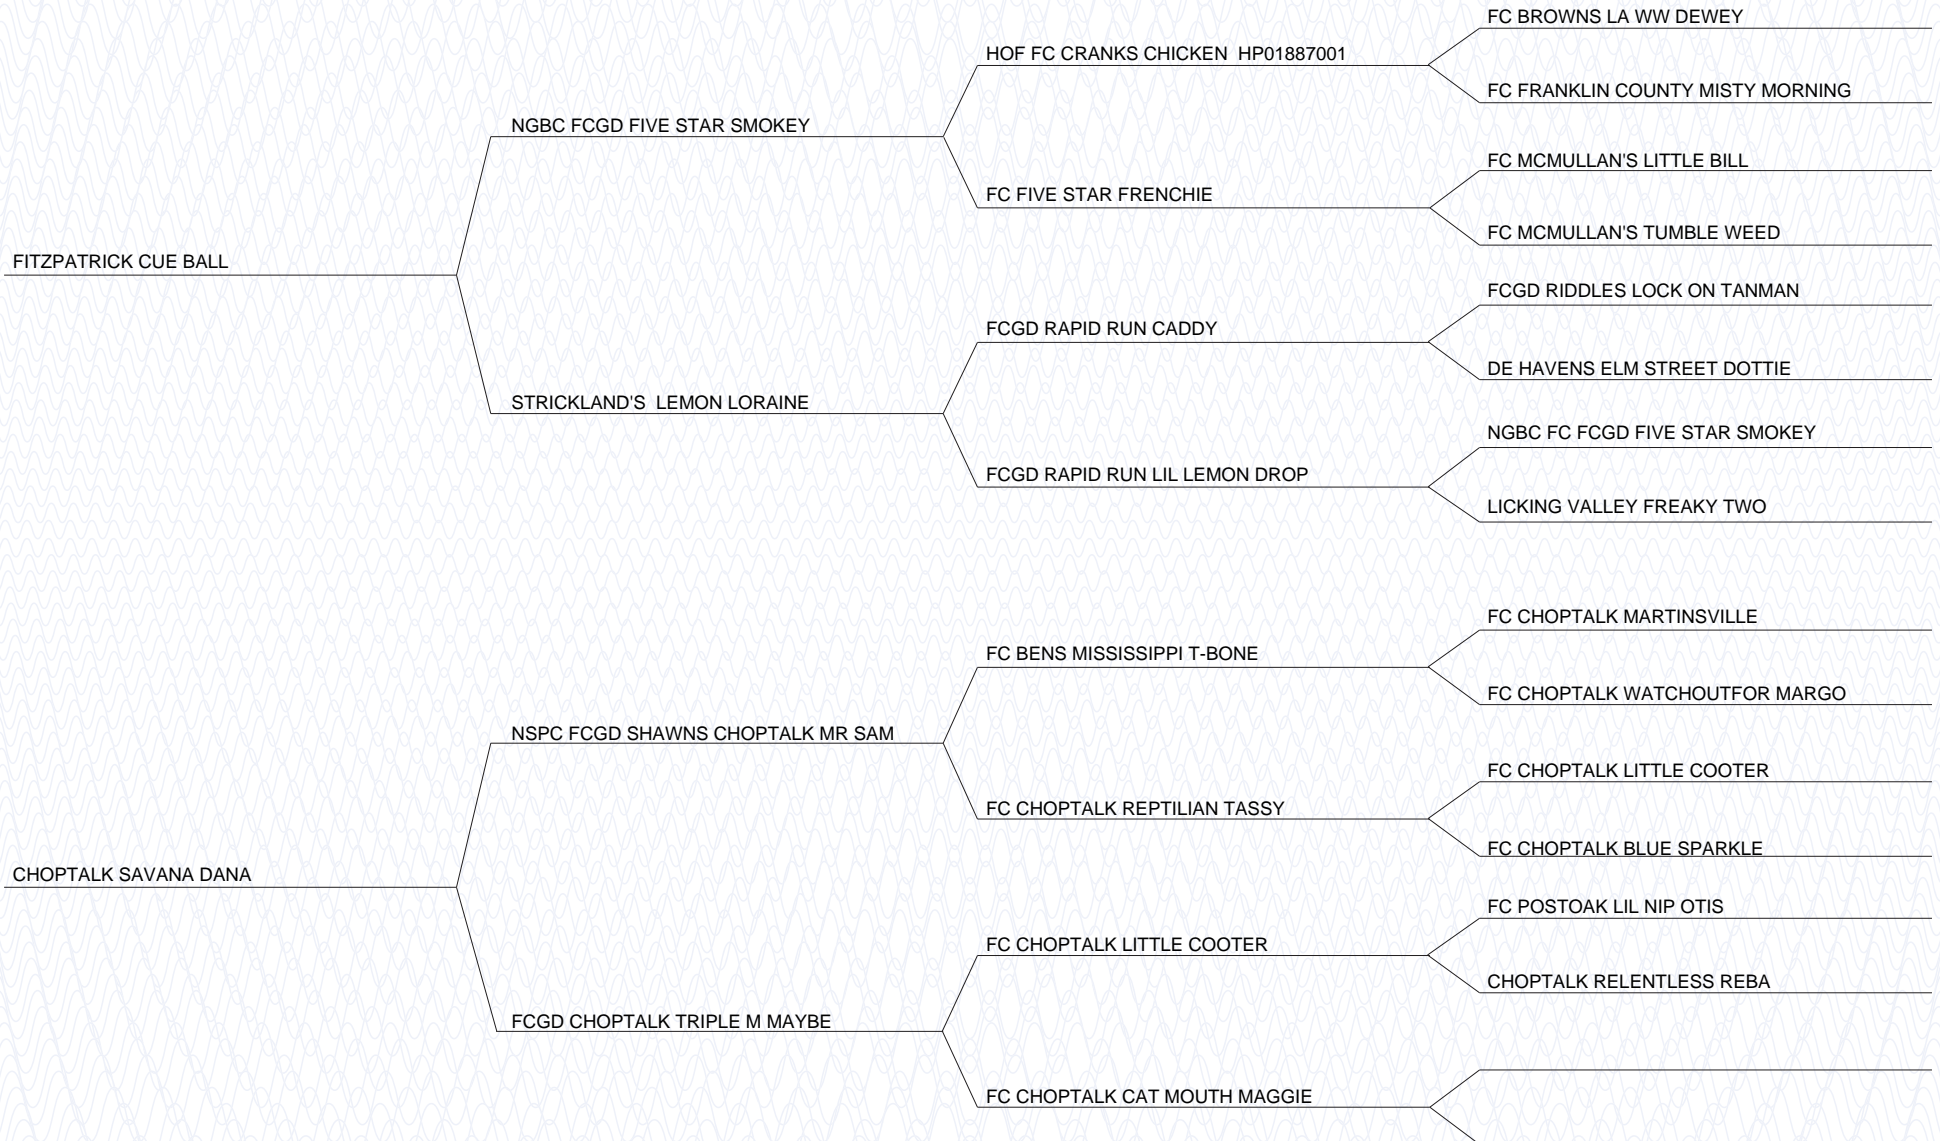 FC BROWNS LA WW DEWEY
HOF FC CRANKS CHICKEN  HP01887001
FC FRANKLIN COUNTY MISTY MORNING
NGBC FCGD FIVE STAR SMOKEY
FC MCMULLAN'S LITTLE BILL
FC FIVE STAR FRENCHIE
FC MCMULLAN'S TUMBLE WEED
FITZPATRICK CUE BALL
FCGD RIDDLES LOCK ON TANMAN
FCGD RAPID RUN CADDY
DE HAVENS ELM STREET DOTTIE
STRICKLAND'S  LEMON LORAINE
NGBC FC FCGD FIVE STAR SMOKEY
FCGD RAPID RUN LIL LEMON DROP
LICKING VALLEY FREAKY TWO
FC CHOPTALK MARTINSVILLE
FC BENS MISSISSIPPI T-BONE
FC CHOPTALK WATCHOUTFOR MARGO
NSPC FCGD SHAWNS CHOPTALK MR SAM
FC CHOPTALK LITTLE COOTER
FC CHOPTALK REPTILIAN TASSY
FC CHOPTALK BLUE SPARKLE
CHOPTALK SAVANA DANA
FC POSTOAK LIL NIP OTIS
FC CHOPTALK LITTLE COOTER
CHOPTALK RELENTLESS REBA
FCGD CHOPTALK TRIPLE M MAYBE
FC CHOPTALK CAT MOUTH MAGGIE